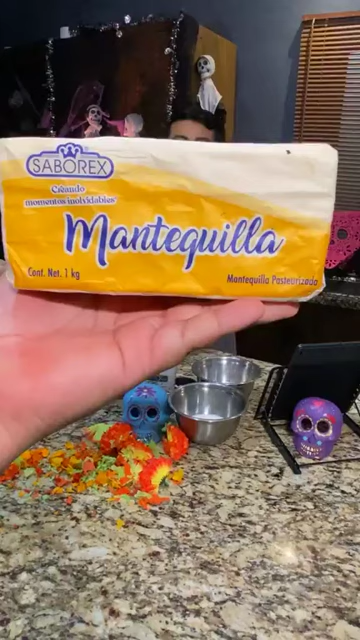 SABOREX
Creando
momentos inolvidables
Mantequilla
Cont. Net. 1 kg
Mantequilla Pasteurizada